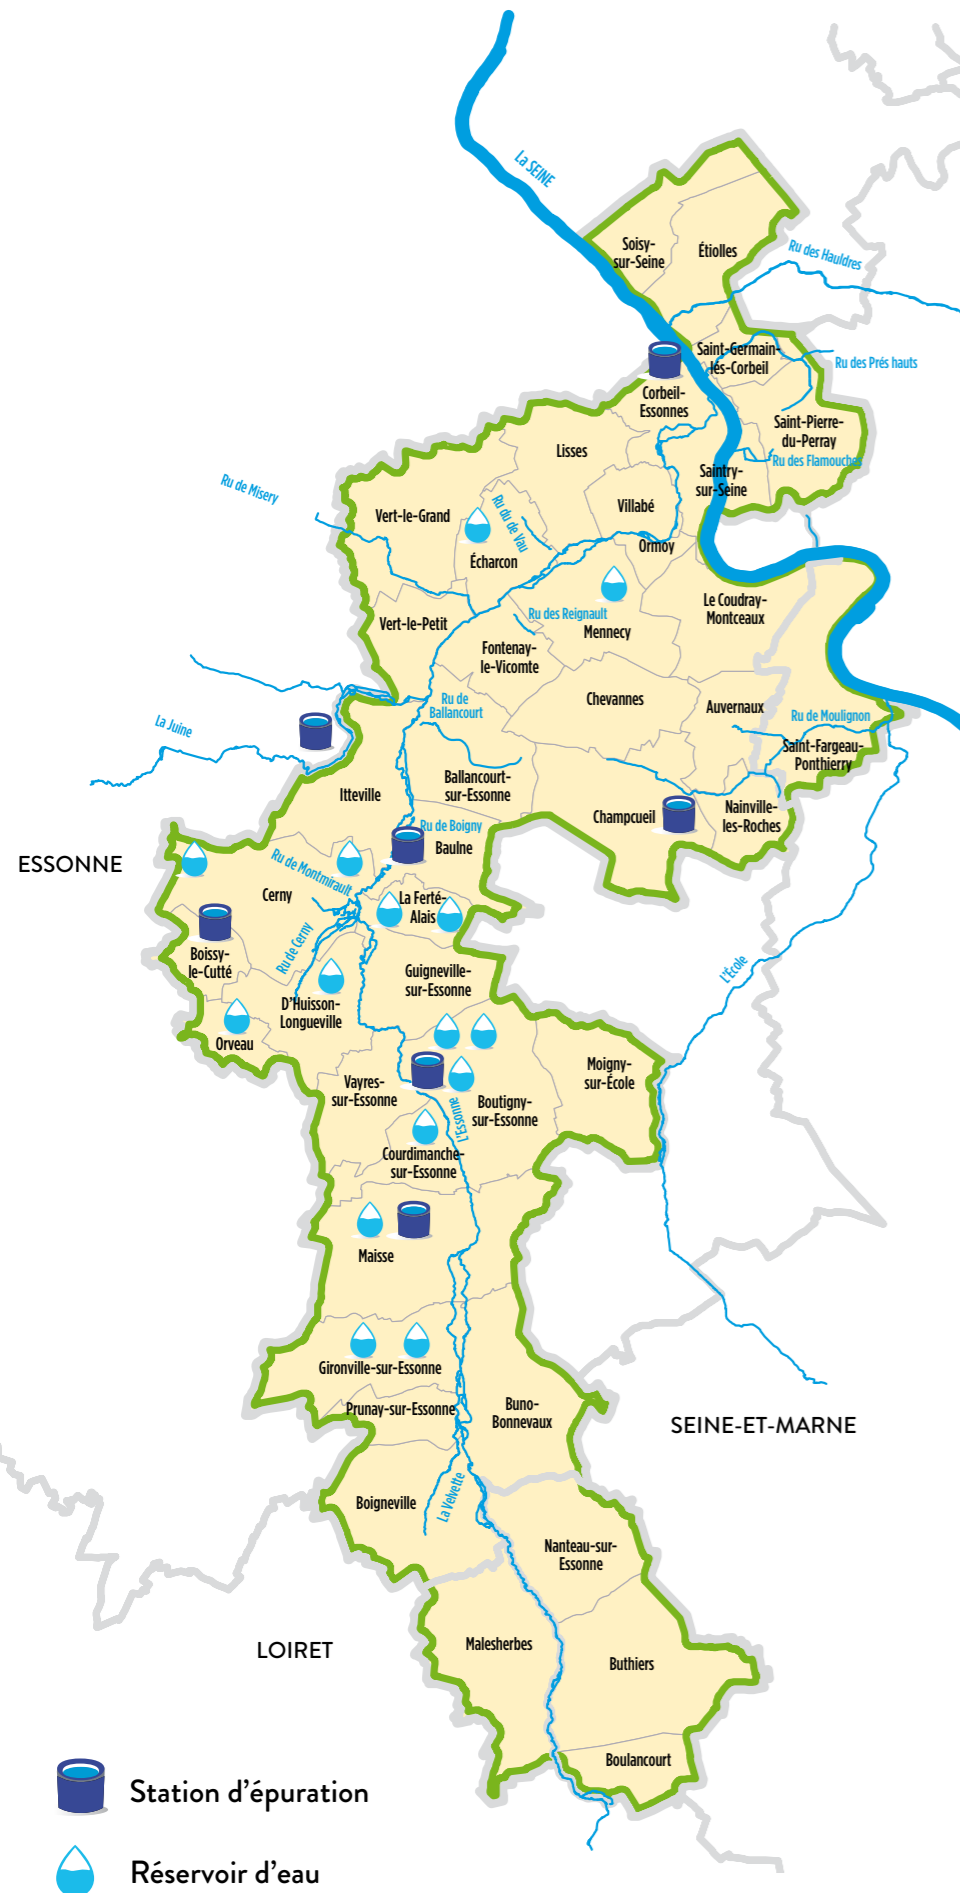 La SEINE
Soisy-
sur-Seine
Étiolles
Ru des Hauldres
Saint-Germain-
lès-Corbeil
Ru des Prés hauts
Corbeil-
Essonnes
Saint-Pierre-
du-Perray
Lisses
Ru des Flamouches
Saintry-
sur-Seine
Ru de Misery
Vert-le-Grand
Ru du de Vau
Villabé
Écharcon
Ormoy
Le Coudray-
Montceaux
Ru des Reignault
Mennecy
Vert-le-Petit
Fontenay-
le-Vicomte
Chevannes
Auvernaux
Ru de
Ballancourt
Ru de Moulignon
La Juine
Saint-Fargeau-
Ponthierry
Itteville
Ballancourt-
sur-Essonne
Champcueil
Nainville-
les-Roches
Ru de Boigny
Baulne
ESSONNE
Ru de Montmirault
Cerny
La Ferté-
Alais
Ru de Cerny
Boissy-
le-Cutté
Guigneville-
sur-Essonne
L'École
D'Huisson-
Longueville
Orveau
Vayres-
sur-Essonne
Moigny-
sur-École
L'Essonne
Boutigny-
sur-Essonne
Courdimanche-
sur-Essonne
Maisse
Gironville-sur-Essonne
Prunay-sur-Essonne
Buno-
Bonnevaux
SEINE-ET-MARNE
Boigneville
La Velvette
Nanteau-sur-
Essonne
LOIRET
Malesherbes
Buthiers
Boulancourt
Station d'épuration
Réservoir d'eau